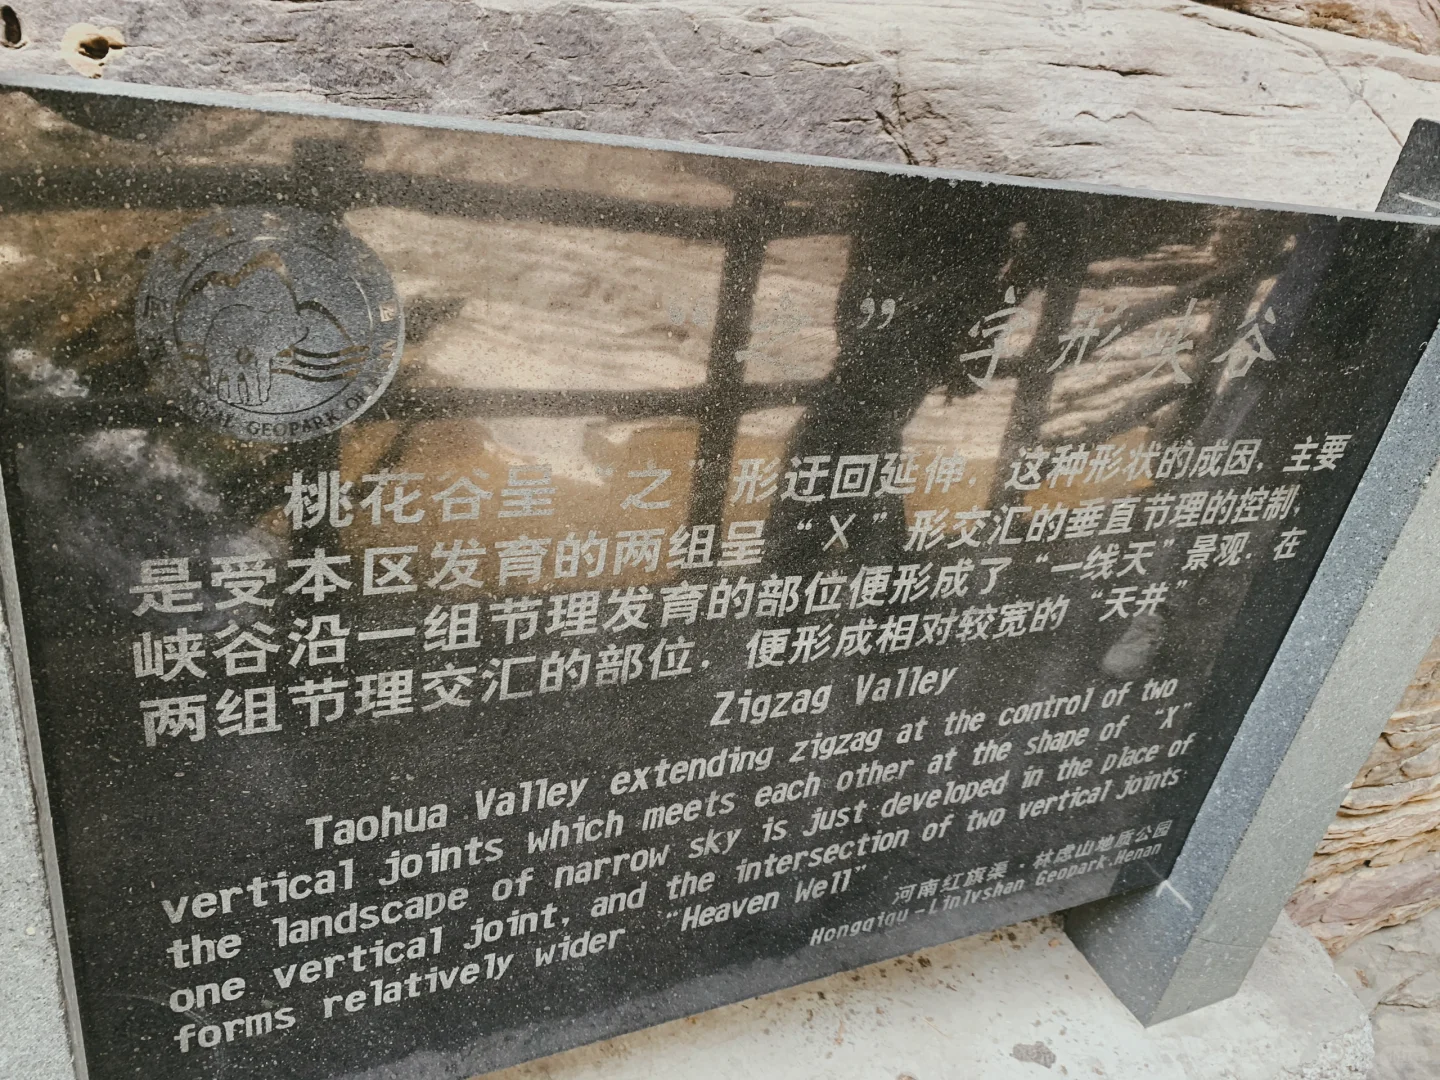 “之”字形峡谷
GEOPARK OF
桃花谷呈“之”形迂回延伸，这种形状的成因，主要
是受本区发育的两组呈“X”形交汇的垂直节理的控制，
峡谷沿一组节理发育的部位便形成了“一线天”景观，在
两组节理交汇的部位，便形成相对较宽的“天井”
Zigzag Valley
Taohua Valley extending zigzag at the control of two
vertical joints which meets each other at the shape of “X”
the landscape of narrow sky is just developed in the place of
one vertical joint, and the intersection of two vertical joints
forms relatively wider “Heaven Well”
河南红旗渠·林虑山地质公园
Hongqiqu-Linlvshan Geopark,Henan